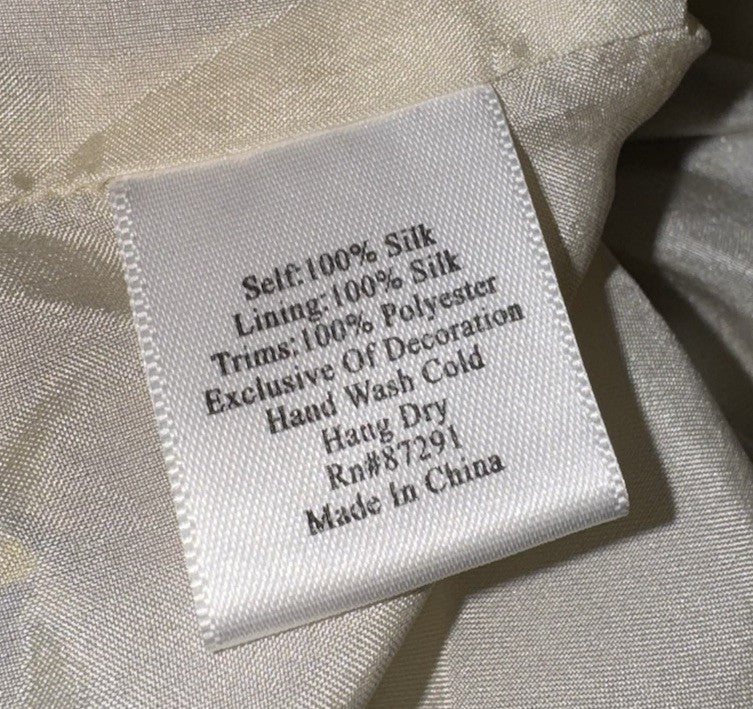 Self:100% Silk
Lining:100% Silk
Trims:100% Polyester
Exclusive Of Decoration
Hand Wash Cold
Hang Dry
Rn#87291
Made In China